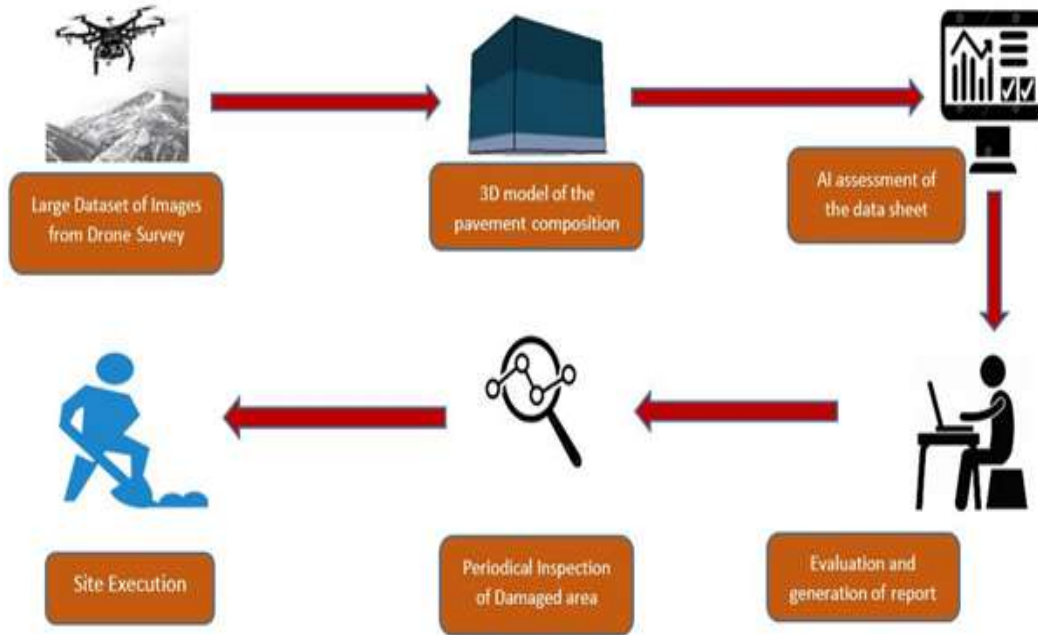 Large Dataset of Images
from Drone Survey
3D model of the
pavement composition
AI assessment of
the data sheet
Evaluation and
generation of report
Periodical Inspection
of Damaged area
Site Execution